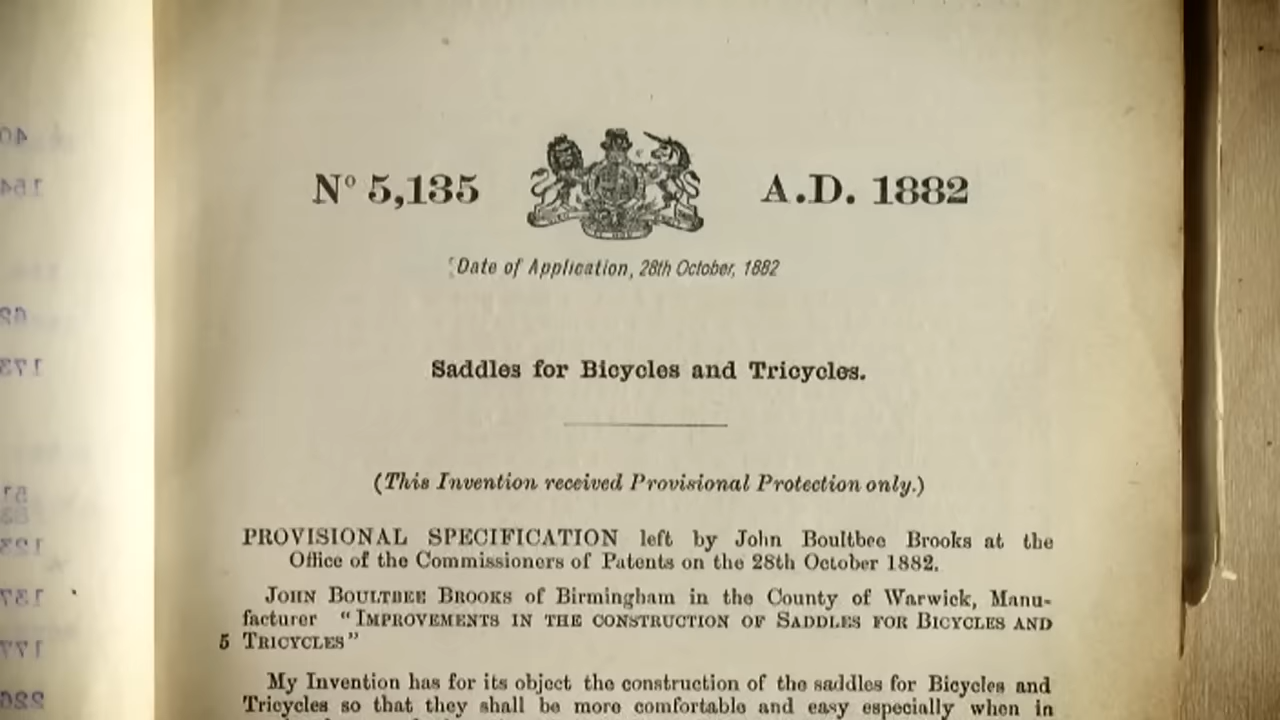 Nº 5,135
A.D. 1882
Date of Application, 28th October, 1882
Saddles for Bicycles and Tricycles.
(This Invention received Provisional Protection only.)
PROVISIONAL SPECIFICATION left by John Boultbee Brooks at the
Office of the Commissioners of Patents on the 28th October 1882.
JOHN BOULTBEE BROOKS of Birmingham in the County of Warwick, Manu-
facturer "IMPROVEMENTS IN THE CONSTRUCTION OF SADDLES FOR BICYCLES AND
5 TRICYCLES"
My Invention has for its object the construction of the saddles for Bicycles and
Tricycles so that they shall be more comfortable and easy especially when in